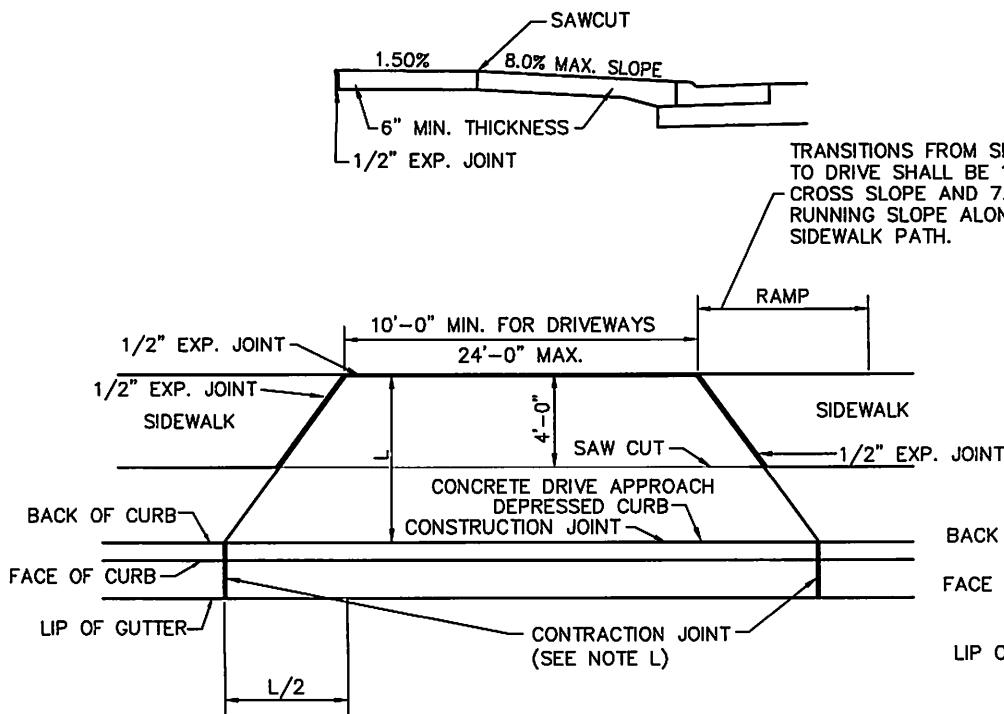 SAWCUT
1.50%
8.0% MAX. SLOPE
6" MIN. THICKNESS
1/2" EXP. JOINT
TRANSITIONS FROM
TO DRIVE SHALL BE
CROSS SLOPE AND 7.
RUNNING SLOPE
SIDEWALK PATH.
RAMP
10'-0" MIN. FOR DRIVEWAYS
24'-0" MAX.
1/2" EXP. JOINT
1/2" EXP. JOINT
SIDEWALK
SIDEWALK
4'-0"
L
SAW CUT
1/2" EXP. JOINT
CONCRETE DRIVE APPROACH
DEPRESSED CURB
CONSTRUCTION JOINT
BACK OF CURB
BACK
FACE OF CURB
FACE
LIP OF GUTTER
CONTRACTION JOINT
(SEE NOTE L)
LIP
L/2